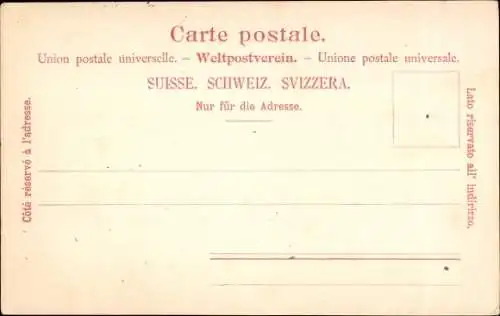 Carte postale.
Union postale universelle. – Weltpostverein. – Unione postale universale.
SUISSE. SCHWEIZ. SVIZZERA.
Nur für die Adresse.
Côté réservé à l'adresse.
Lato riservato all' indirizzo.